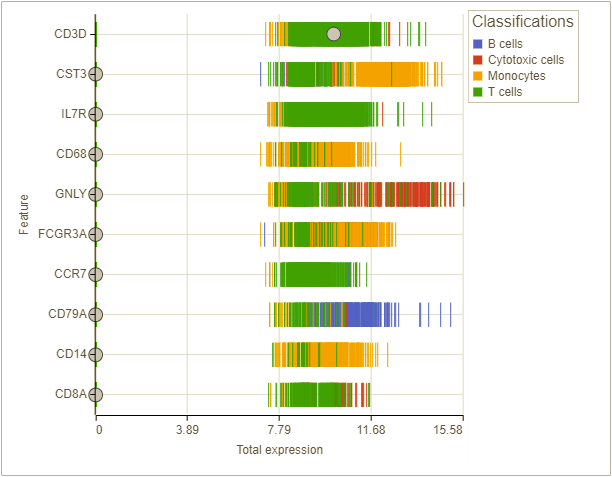 Classifications
B cells
Cytotoxic cells
Monocytes
T cells
Feature
CD3D
CST3
IL7R
CD68
GNLY
FCGR3A
CCR7
CD79A
CD14
CD8A
0 3.89 7.79 11.68 15.58
Total expression